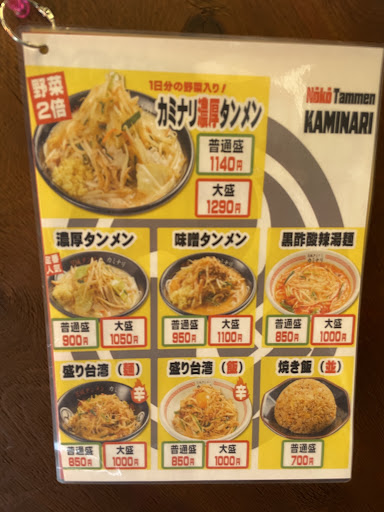 野菜
2倍
1日分の野菜入り!
カミナリ濃厚タンメン
普通盛
1140円
大盛
1290円
Nōkō Tammen
KAMINARI
濃厚タンメン
人気
普通盛
900円
大盛
1050円
味噌タンメン
普通盛
950円
大盛
1100円
黒酢酸辣湯麺
普通盛
850円
大盛
1000円
盛り台湾(麺)
辛
普通盛
850円
大盛
1000円
盛り台湾(飯)
辛
普通盛
850円
大盛
1000円
焼き飯(並)
普通盛
700円